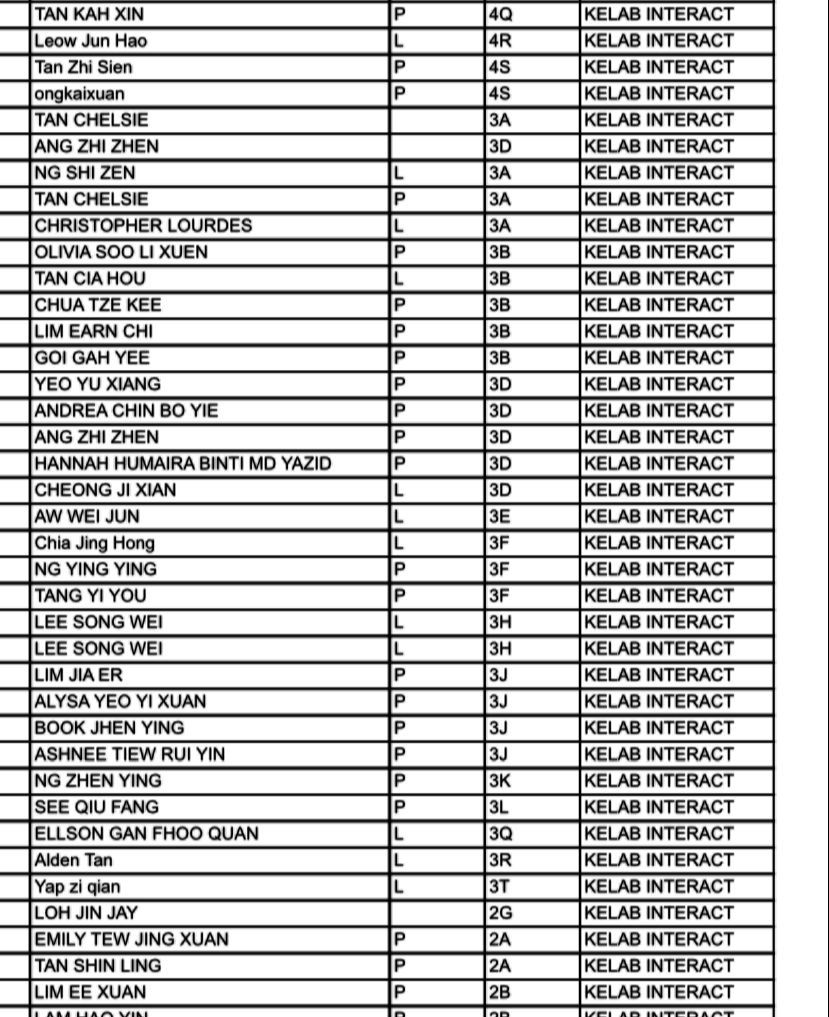 TAN KAH XIN P 4Q KELAB INTERACT
Leow Jun Hao L 4R KELAB INTERACT
Tan Zhi Sien P 4S KELAB INTERACT
ongkaixuan P 4S KELAB INTERACT
TAN CHELSIE 3A KELAB INTERACT
ANG ZHI ZHEN 3D KELAB INTERACT
NG SHI ZEN L 3A KELAB INTERACT
TAN CHELSIE P 3A KELAB INTERACT
CHRISTOPHER LOURDES L 3A KELAB INTERACT
OLIVIA SOO LI XUEN P 3B KELAB INTERACT
TAN CIA HOU L 3B KELAB INTERACT
CHUA TZE KEE P 3B KELAB INTERACT
LIM EARN CHI P 3B KELAB INTERACT
GOI GAH YEE P 3B KELAB INTERACT
YEO YU XIANG P 3D KELAB INTERACT
ANDREA CHIN BO YIE P 3D KELAB INTERACT
ANG ZHI ZHEN P 3D KELAB INTERACT
HANNAH HUMAIRA BINTI MD YAZID P 3D KELAB INTERACT
CHEONG JI XIAN L 3D KELAB INTERACT
AW WEI JUN L 3E KELAB INTERACT
Chia Jing Hong L 3F KELAB INTERACT
NG YING YING P 3F KELAB INTERACT
TANG YI YOU P 3F KELAB INTERACT
LEE SONG WEI L 3H KELAB INTERACT
LEE SONG WEI L 3H KELAB INTERACT
LIM JIA ER P 3J KELAB INTERACT
ALYSA YEO YI XUAN P 3J KELAB INTERACT
BOOK JHEN YING P 3J KELAB INTERACT
ASHNEE TIEW RUI YIN P 3J KELAB INTERACT
NG ZHEN YING P 3K KELAB INTERACT
SEE QIU FANG P 3L KELAB INTERACT
ELLSON GAN FHOO QUAN L 3Q KELAB INTERACT
Alden Tan L 3R KELAB INTERACT
Yap zi qian L 3T KELAB INTERACT
LOH JIN JAY 2G KELAB INTERACT
EMILY TEW JING XUAN P 2A KELAB INTERACT
TAN SHIN LING P 2A KELAB INTERACT
LIM EE XUAN P 2B KELAB INTERACT
KELAB INTERACT